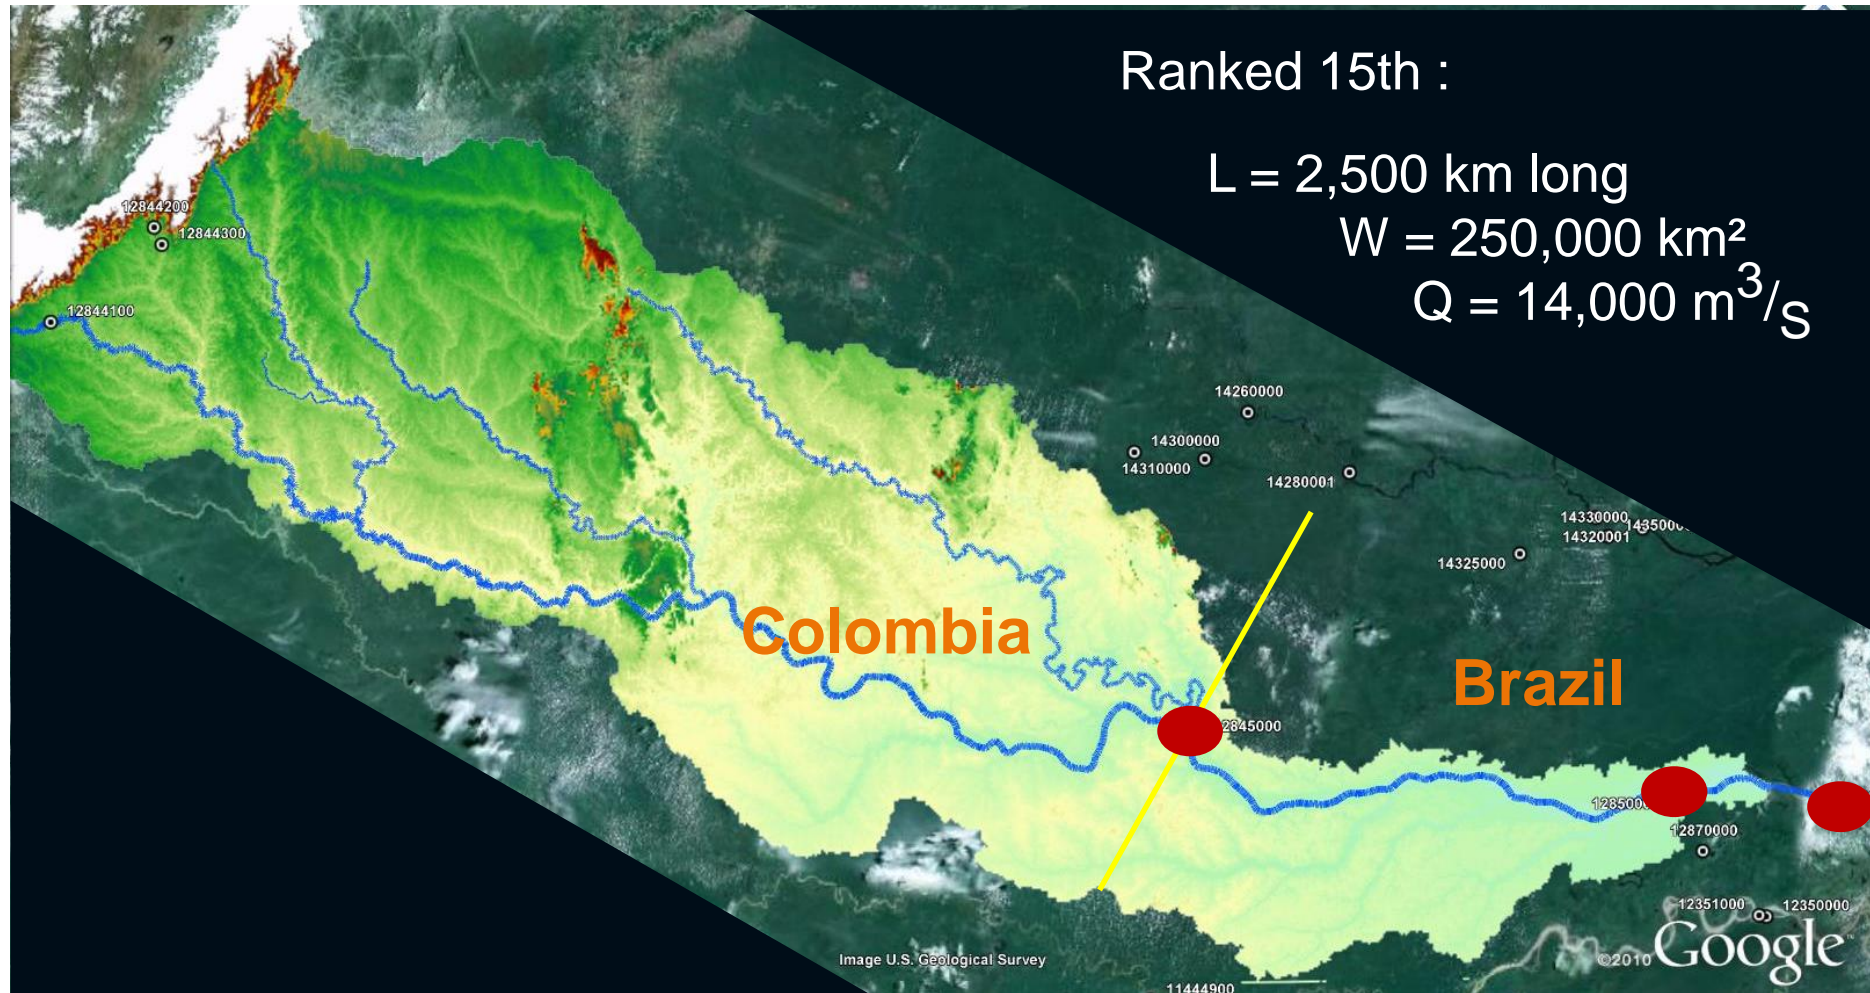 Ranked 15th :
L = 2,500 km long
W = 250,000 km²
Q = 14,000 m³/s
12844200
12844300
12844100
14260000
14300000
14310000
14280001
14330000
14320001
14325000
Colombia
Brazil
2845000
12870000
12351000
12350000
Image U.S. Geological Survey
©2010 Google
11444900